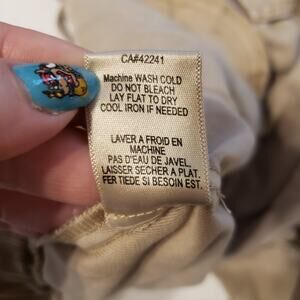 CA#42241
Machine WASH COLD
DO NOT BLEACH
LAY FLAT TO DRY
COOL IRON IF NEEDED
LAVER A FROID EN
MACHINE
PAS D'EAU DE JAVEL,
LAISSER SECHER A PLAT.
FER TIEDE SI BESOIN EST.